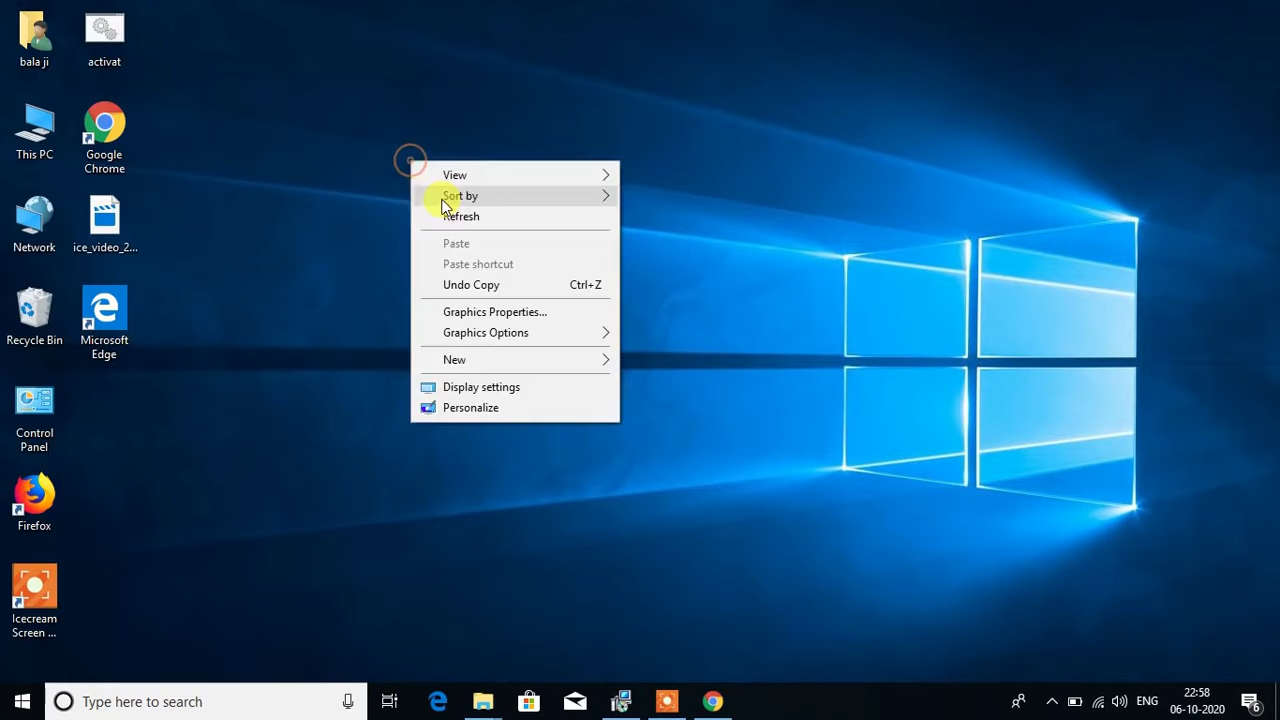 bala ji
activat
This PC
Google
Chrome
Network
ice_video_2...
Recycle Bin
Microsoft
Edge
Control
Panel
Firefox
Icecream
Screen ...
View
Sort by
Refresh
Paste
Paste shortcut
Undo Copy Ctrl+Z
Graphics Properties...
Graphics Options
New
Display settings
Personalize
Type here to search
ENG
22:58
06-10-2020
6